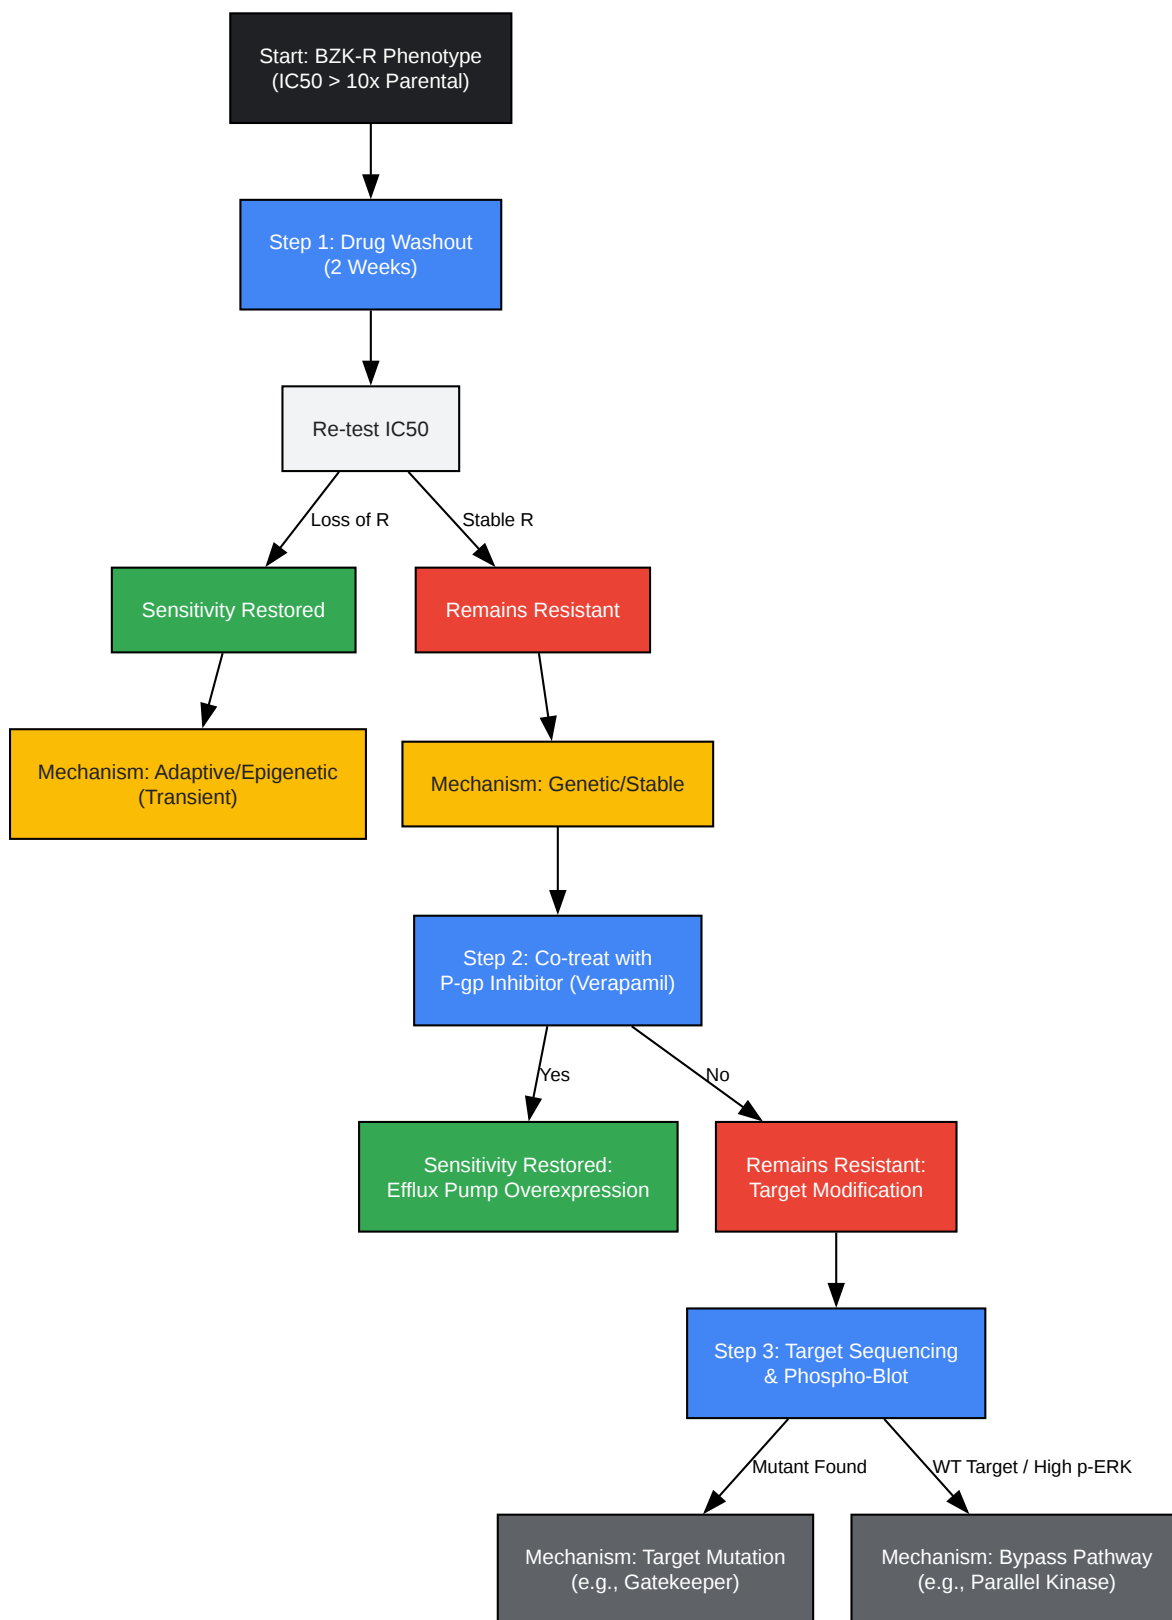 Start: BZK-R Phenotype
(IC50 > 10x Parental)
Step 1: Drug Washout
(2 Weeks)
Re-test IC50
Loss of R
Stable R
Sensitivity Restored
Remains Resistant
Mechanism: Adaptive/Epigenetic
(Transient)
Mechanism: Genetic/Stable
Step 2: Co-treat with
P-gp Inhibitor (Verapamil)
Yes
No
Sensitivity Restored:
Efflux Pump Overexpression
Remains Resistant:
Target Modification
Step 3: Target Sequencing
& Phospho-Blot
Mutant Found
WT Target / High p-ERK
Mechanism: Target Mutation
(e.g., Gatekeeper)
Mechanism: Bypass Pathway
(e.g., Parallel Kinase)